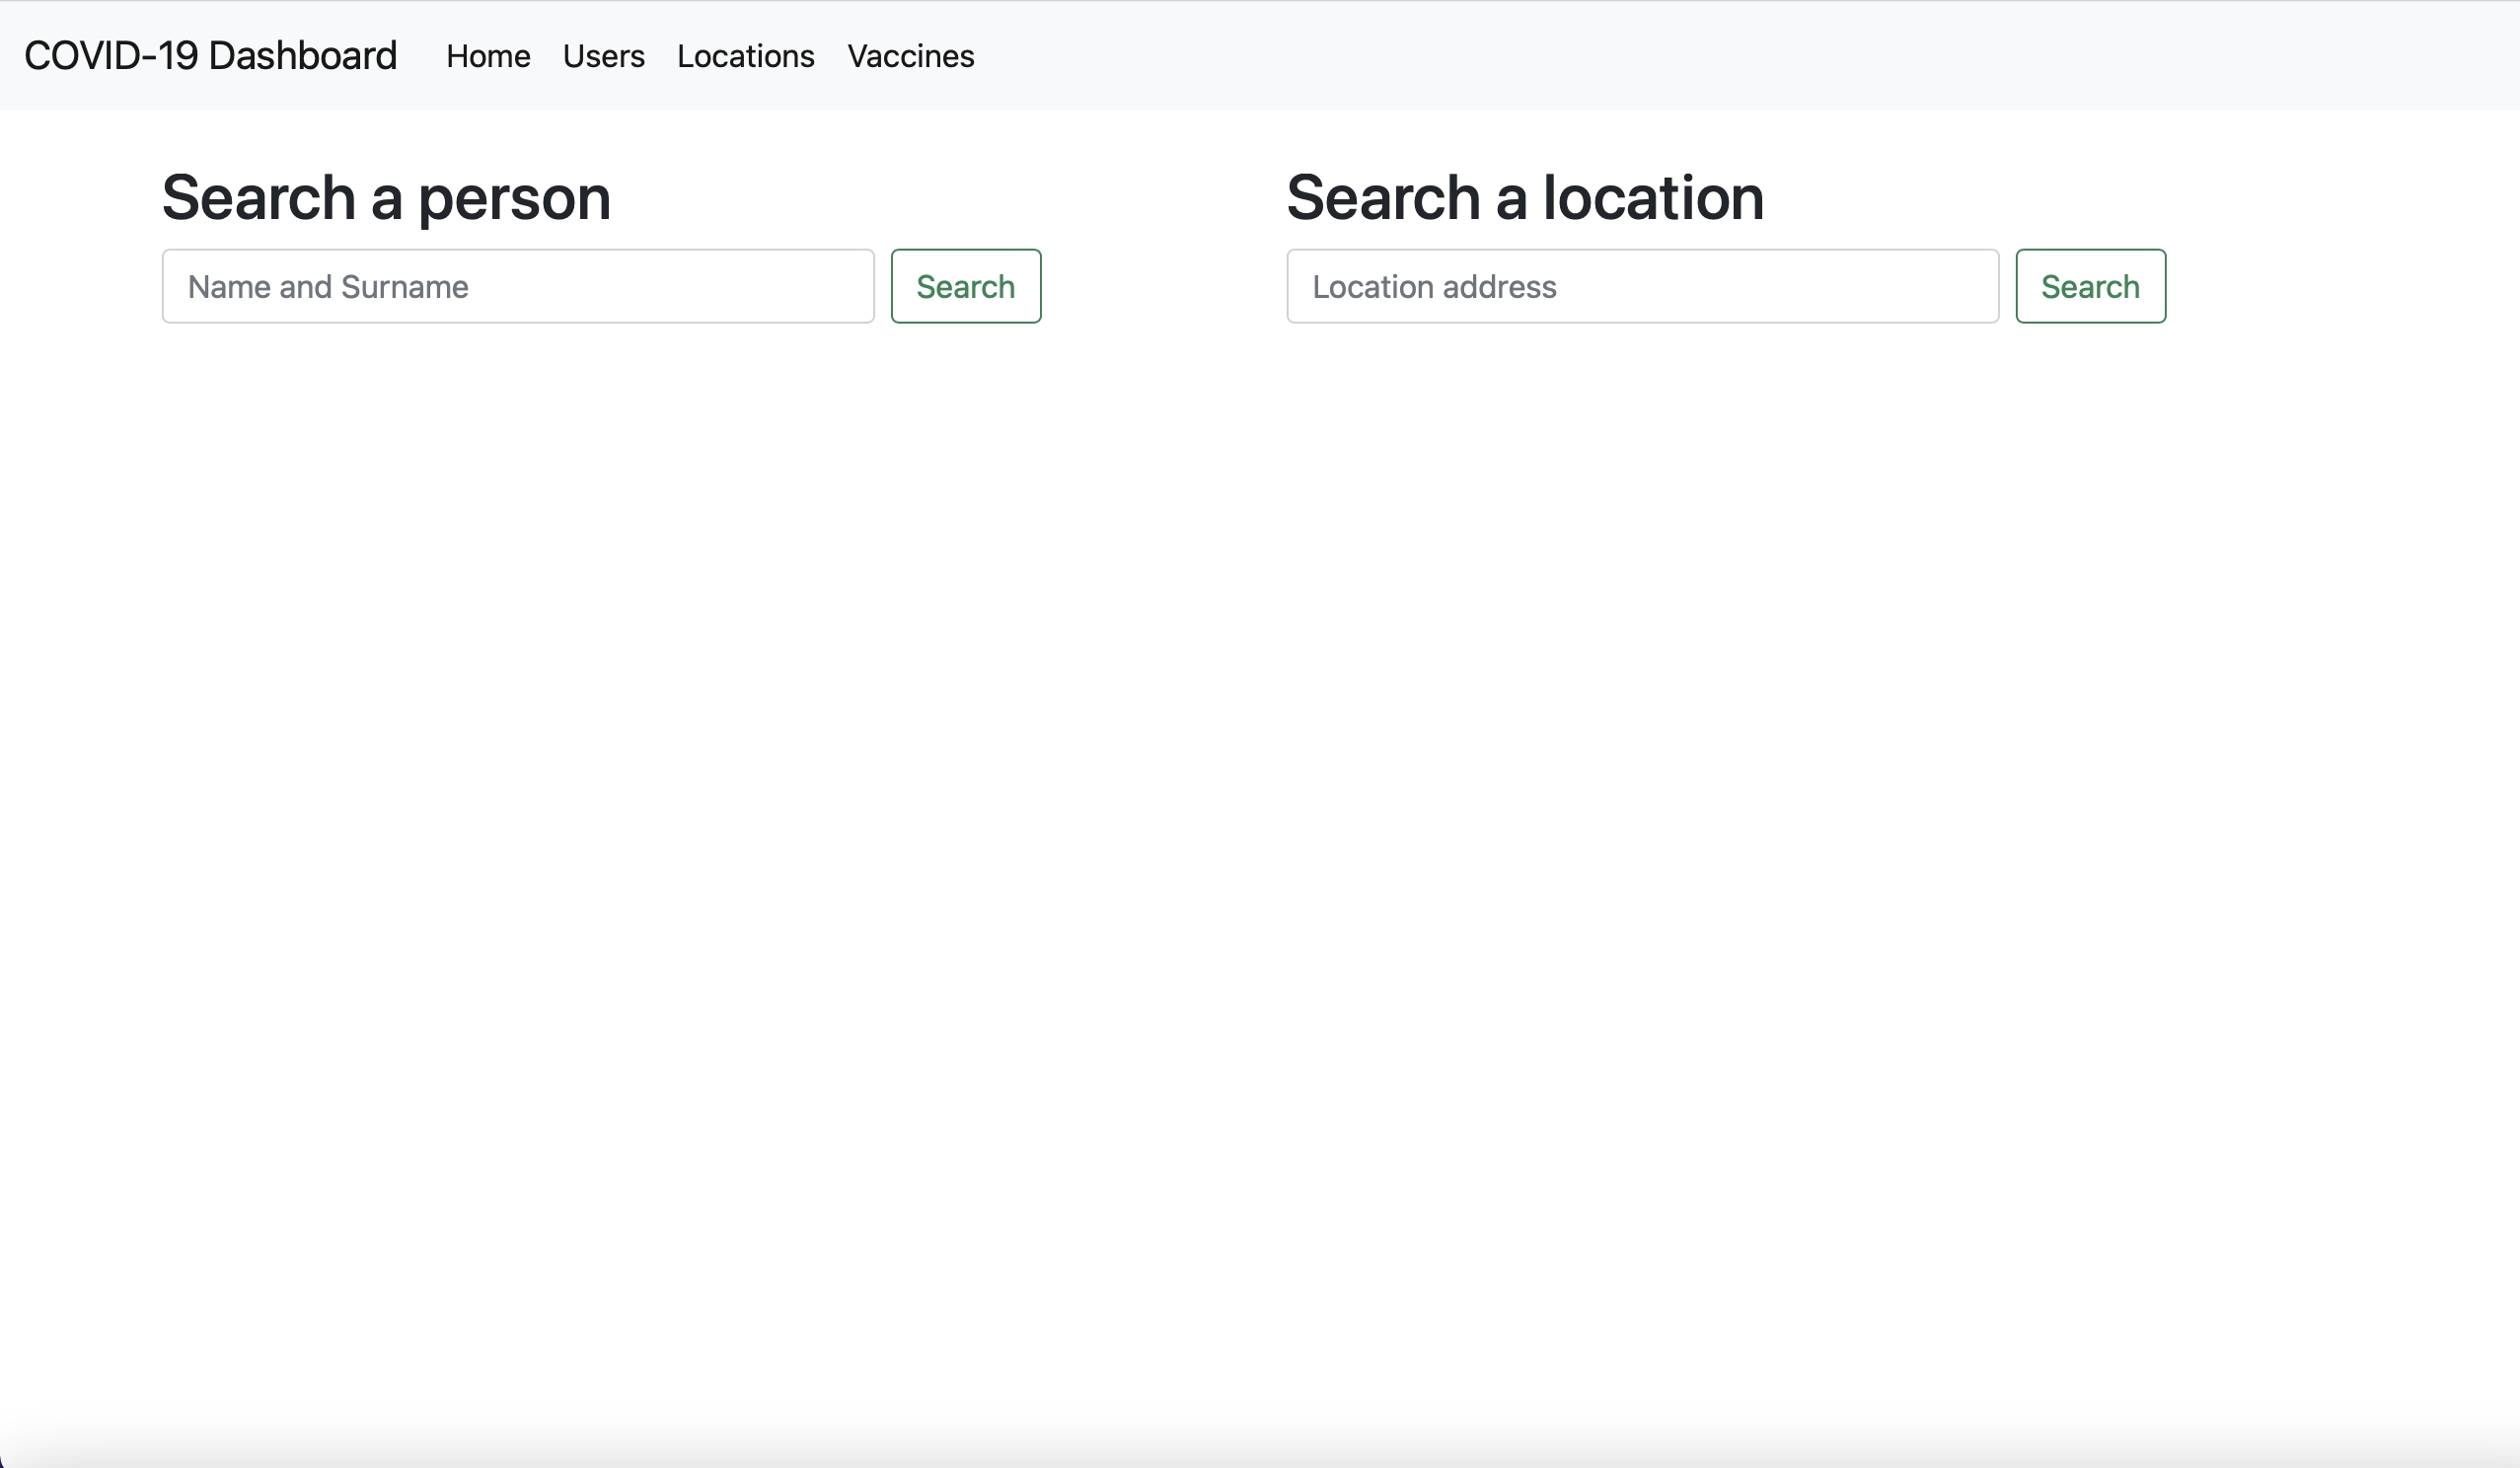 COVID-19 Dashboard Home Users Locations Vaccines
Search a person
Name and Surname Search
Search a location
Location address Search